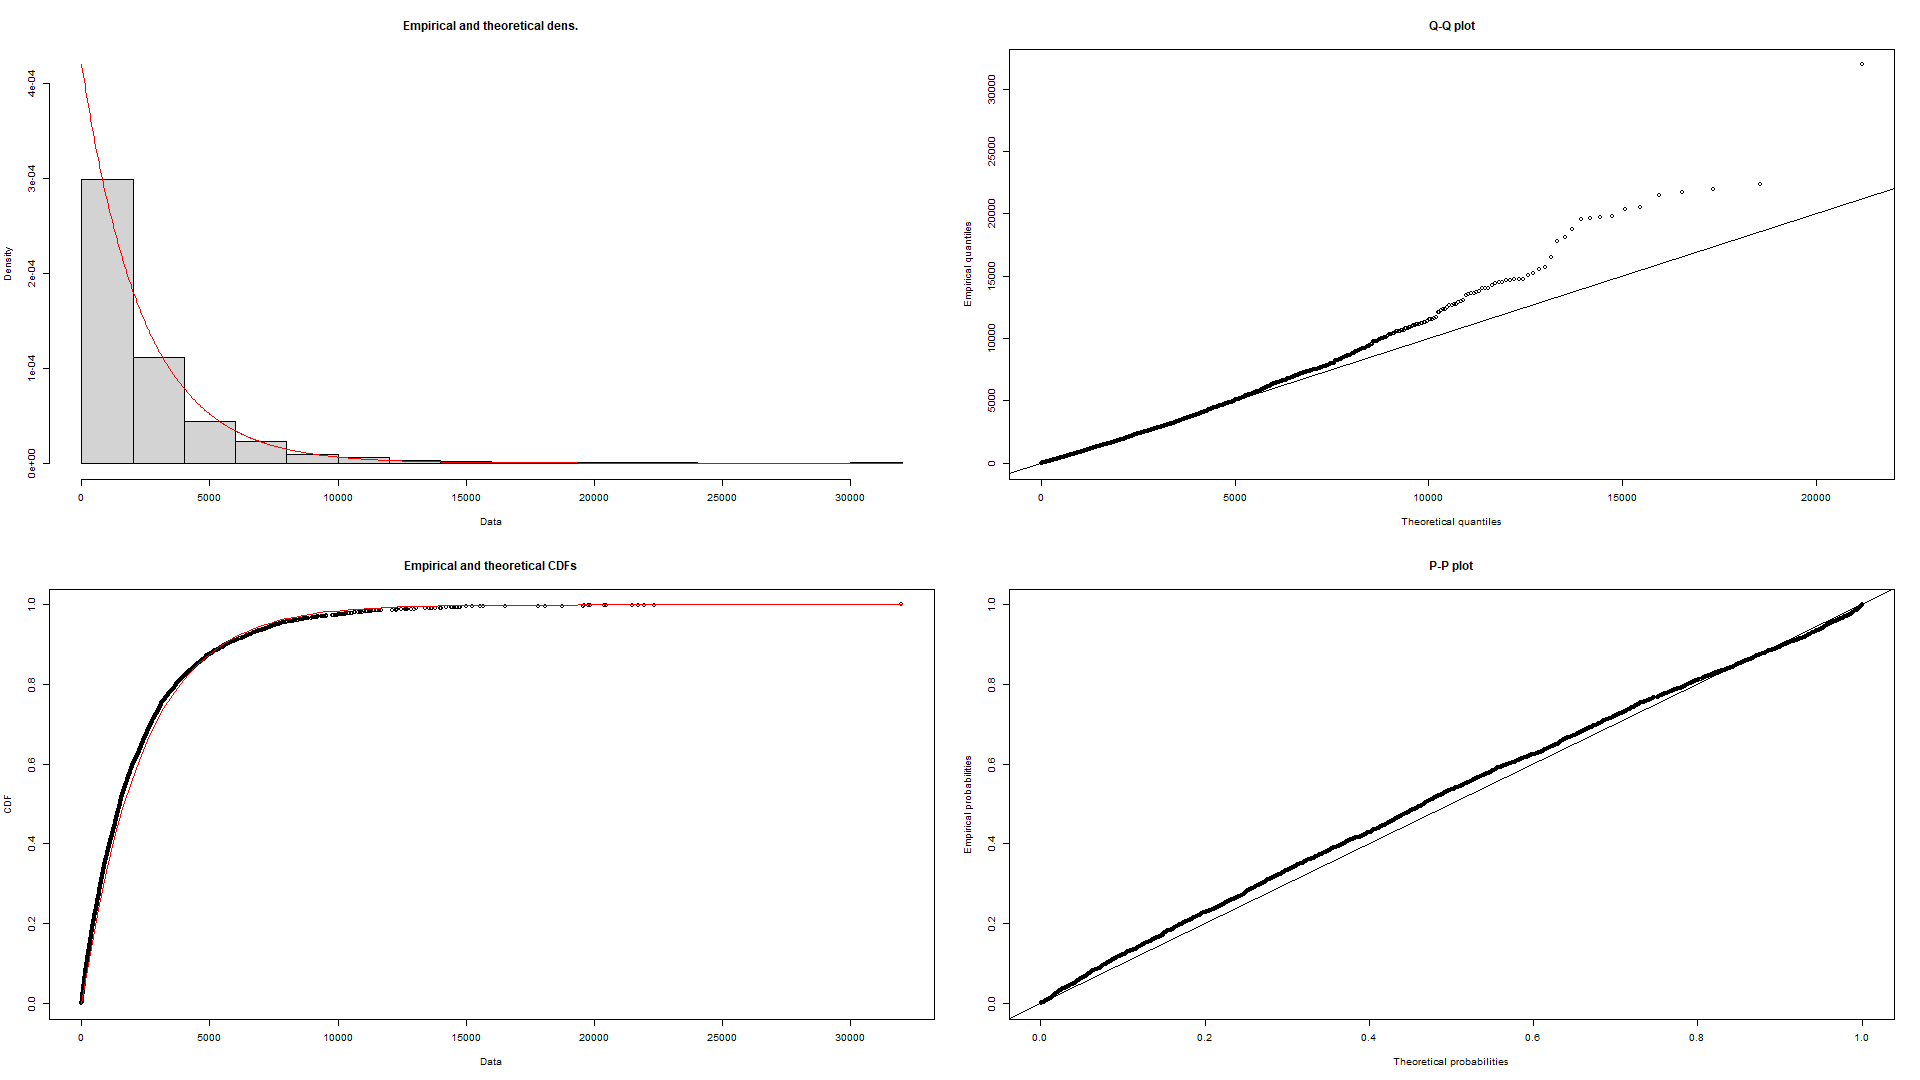 Empirical and theoretical dens.
Density
0e+00 1e-04 2e-04 3e-04 4e-04
0 5000 10000 15000 20000 25000 30000
Data
Q-Q plot
Empirical quantiles
0 5000 10000 15000 20000 25000 30000
0 5000 10000 15000 20000
Theoretical quantiles
Empirical and theoretical CDFs
CDF
0.0 0.2 0.4 0.6 0.8 1.0
0 5000 10000 15000 20000 25000 30000
Data
P-P plot
Empirical probabilities
0.0 0.2 0.4 0.6 0.8 1.0
0.0 0.2 0.4 0.6 0.8 1.0
Theoretical probabilities